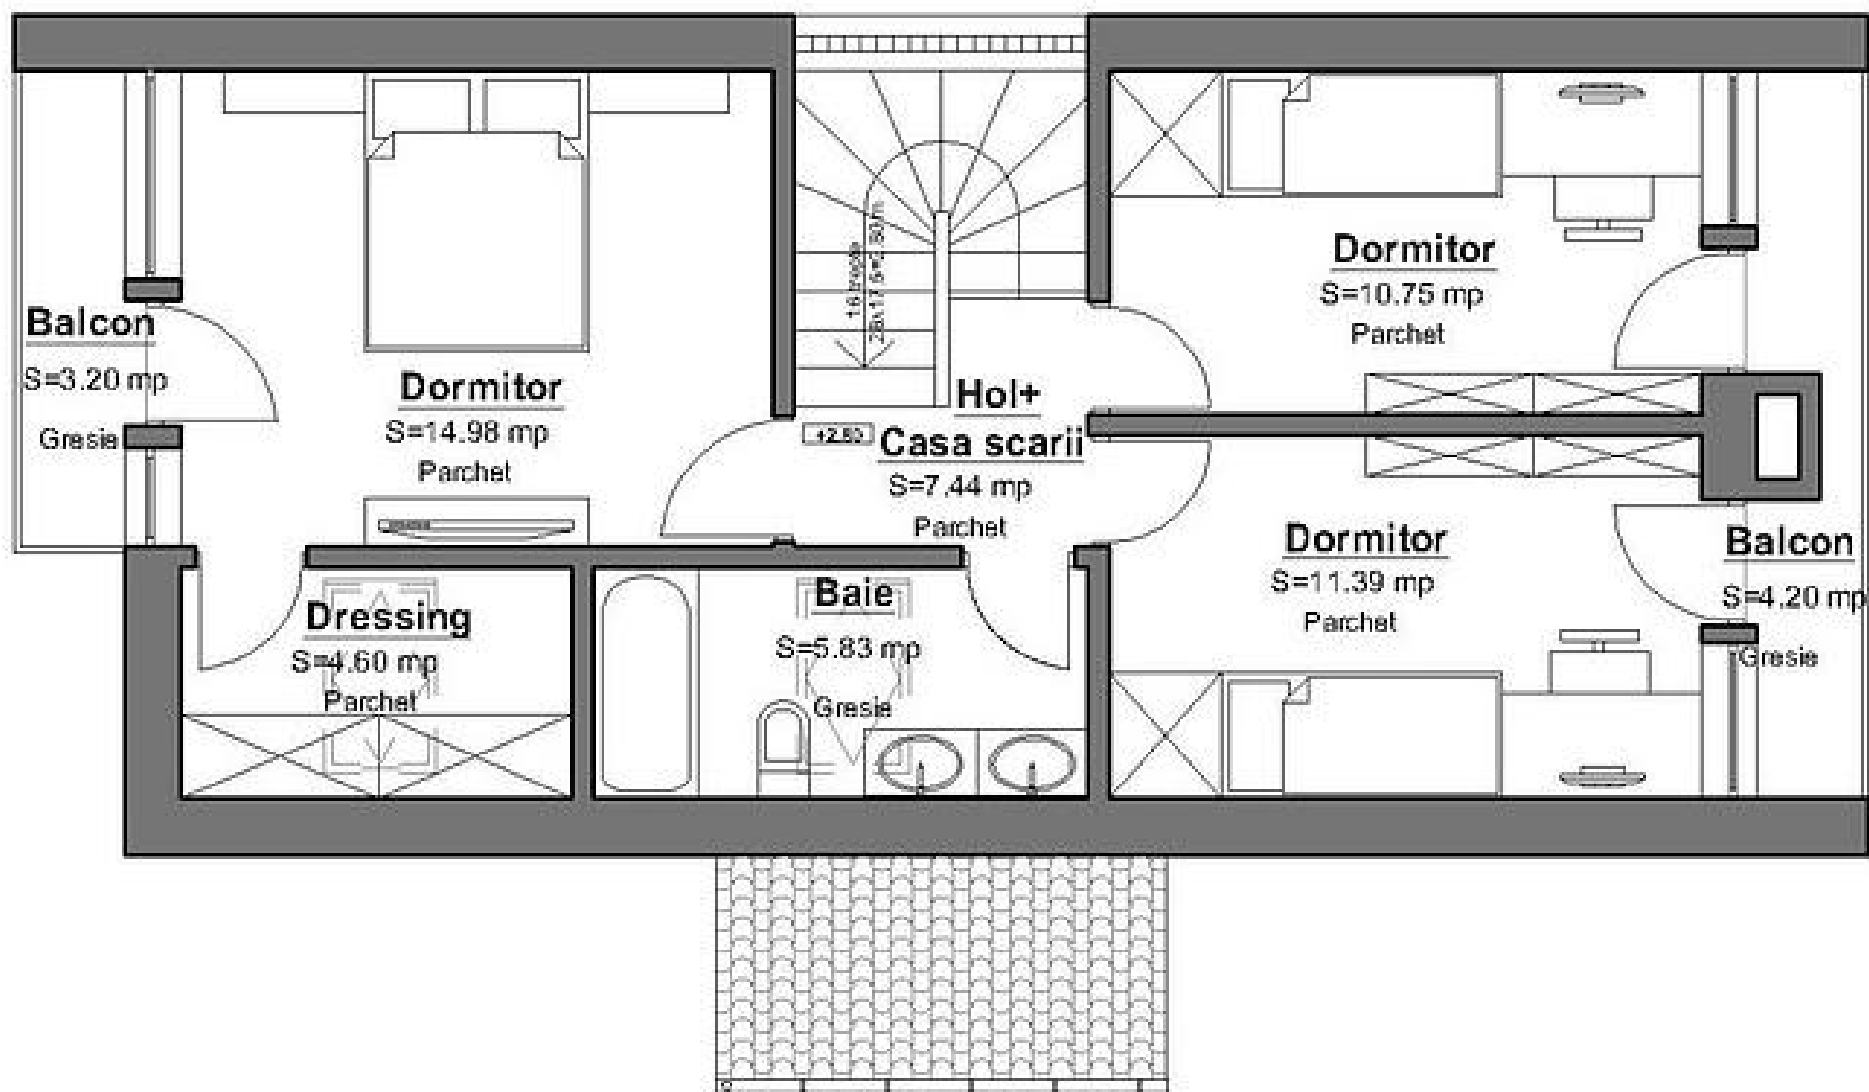 Balcon
S=3.20 mp
Gresie
Dormitor
S=14.98 mp
Parchet
Hol+
Casa scarii
S=7.44 mp
Parchet
Dormitor
S=10.75 mp
Parchet
Dormitor
S=11.39 mp
Parchet
Balcon
S=4.20 mp
Gresie
Dressing
S=4.60 mp
Parchet
Baie
S=5.83 mp
Gresie